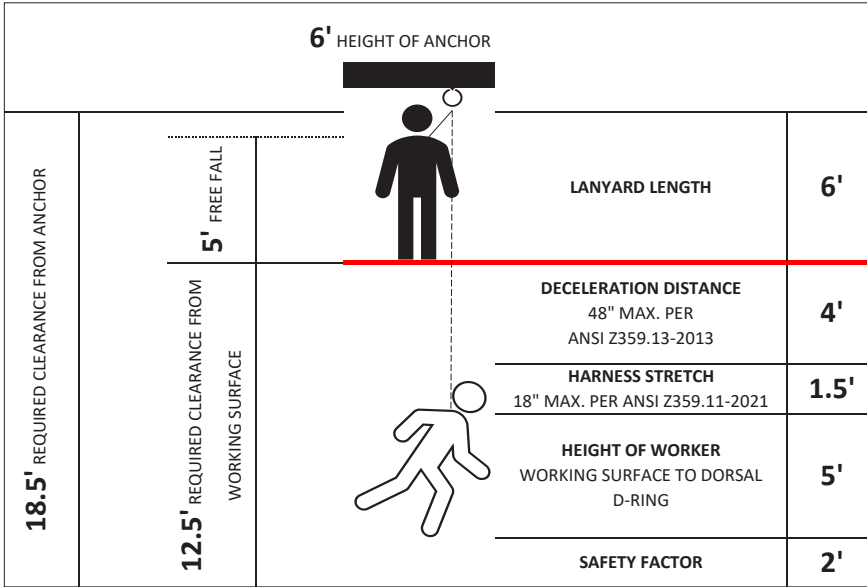 6' HEIGHT OF ANCHOR
18.5' REQUIRED CLEARANCE FROM ANCHOR
5' FREE FALL
12.5' REQUIRED CLEARANCE FROM
WORKING SURFACE
LANYARD LENGTH
6'
DECELERATION DISTANCE
48" MAX. PER
ANSI Z359.13-2013
4'
HARNESS STRETCH
18" MAX. PER ANSI Z359.11-2021
1.5'
HEIGHT OF WORKER
WORKING SURFACE TO DORSAL
D-RING
5'
SAFETY FACTOR
2'